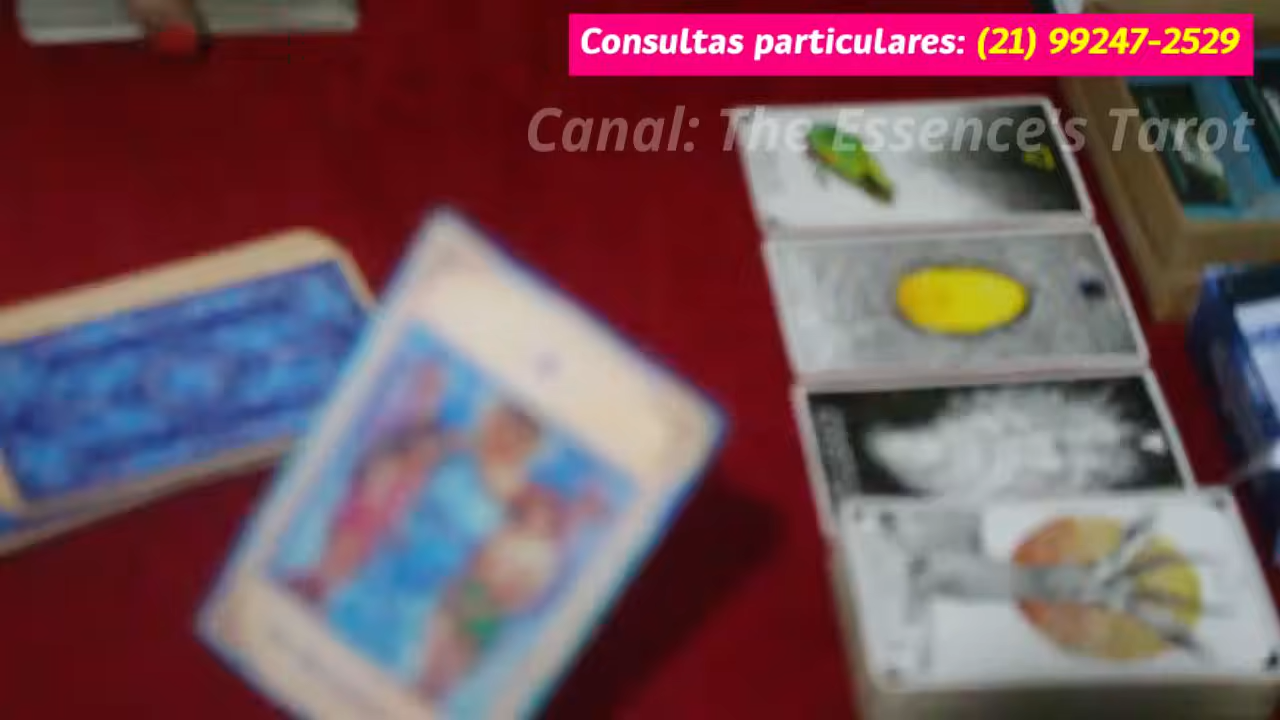 Consultas particulares: (21) 99247-2529
Canal: The Essence's Tarot